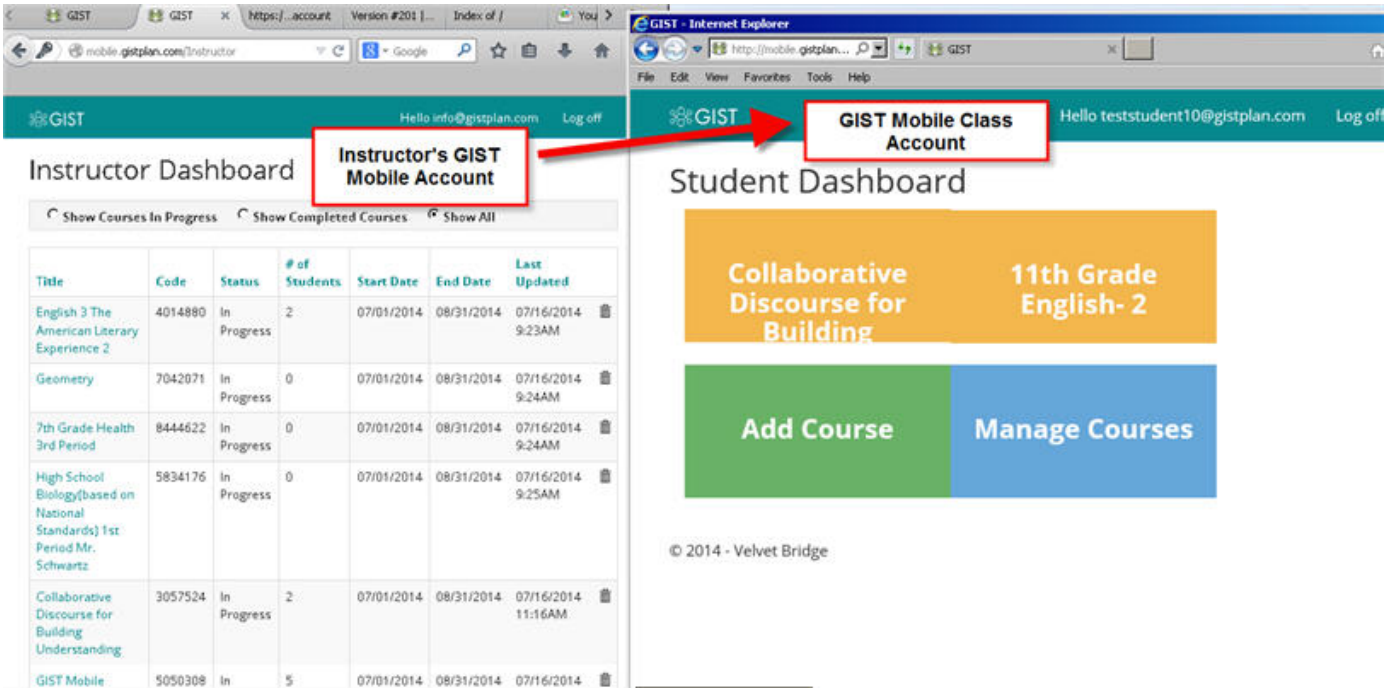 GIST
GIST
https:/...account
Version #201 |...
Index of /
You
mobile.gistplan.com/Instructor
Google
GIST
Hello info@gistplan.com
Log off
Instructor's GIST
Mobile Account
Instructor Dashboard
Show Courses In Progress
Show Completed Courses
Show All
Title
Code
Status
# of
Students
Start Date
End Date
Last
Updated
English 3 The
American Literary
Experience 2
4014880
In
Progress
2
07/01/2014
08/31/2014
07/16/2014
9:23AM
Geometry
7042071
In
Progress
0
07/01/2014
08/31/2014
07/16/2014
9:24AM
7th Grade Health
3rd Period
8444622
In
Progress
0
07/01/2014
08/31/2014
07/16/2014
9:24AM
High School
Biology(based on
National
Standards) 1st
Period Mr.
Schwartz
5834176
In
Progress
0
07/01/2014
08/31/2014
07/16/2014
9:25AM
Collaborative
Discourse for
Building
Understanding
3057524
In
Progress
2
07/01/2014
08/31/2014
07/16/2014
11:16AM
GIST Mobile
5050308
In
5
07/01/2014
08/31/2014
07/16/2014
GIST - Internet Explorer
http://mobile.gistplan...
GIST
File
Edit
View
Favorites
Tools
Help
GIST
GIST Mobile Class
Account
Hello teststudent10@gistplan.com
Log off
Student Dashboard
Collaborative
Discourse for
Building
11th Grade
English- 2
Add Course
Manage Courses
© 2014 - Velvet Bridge